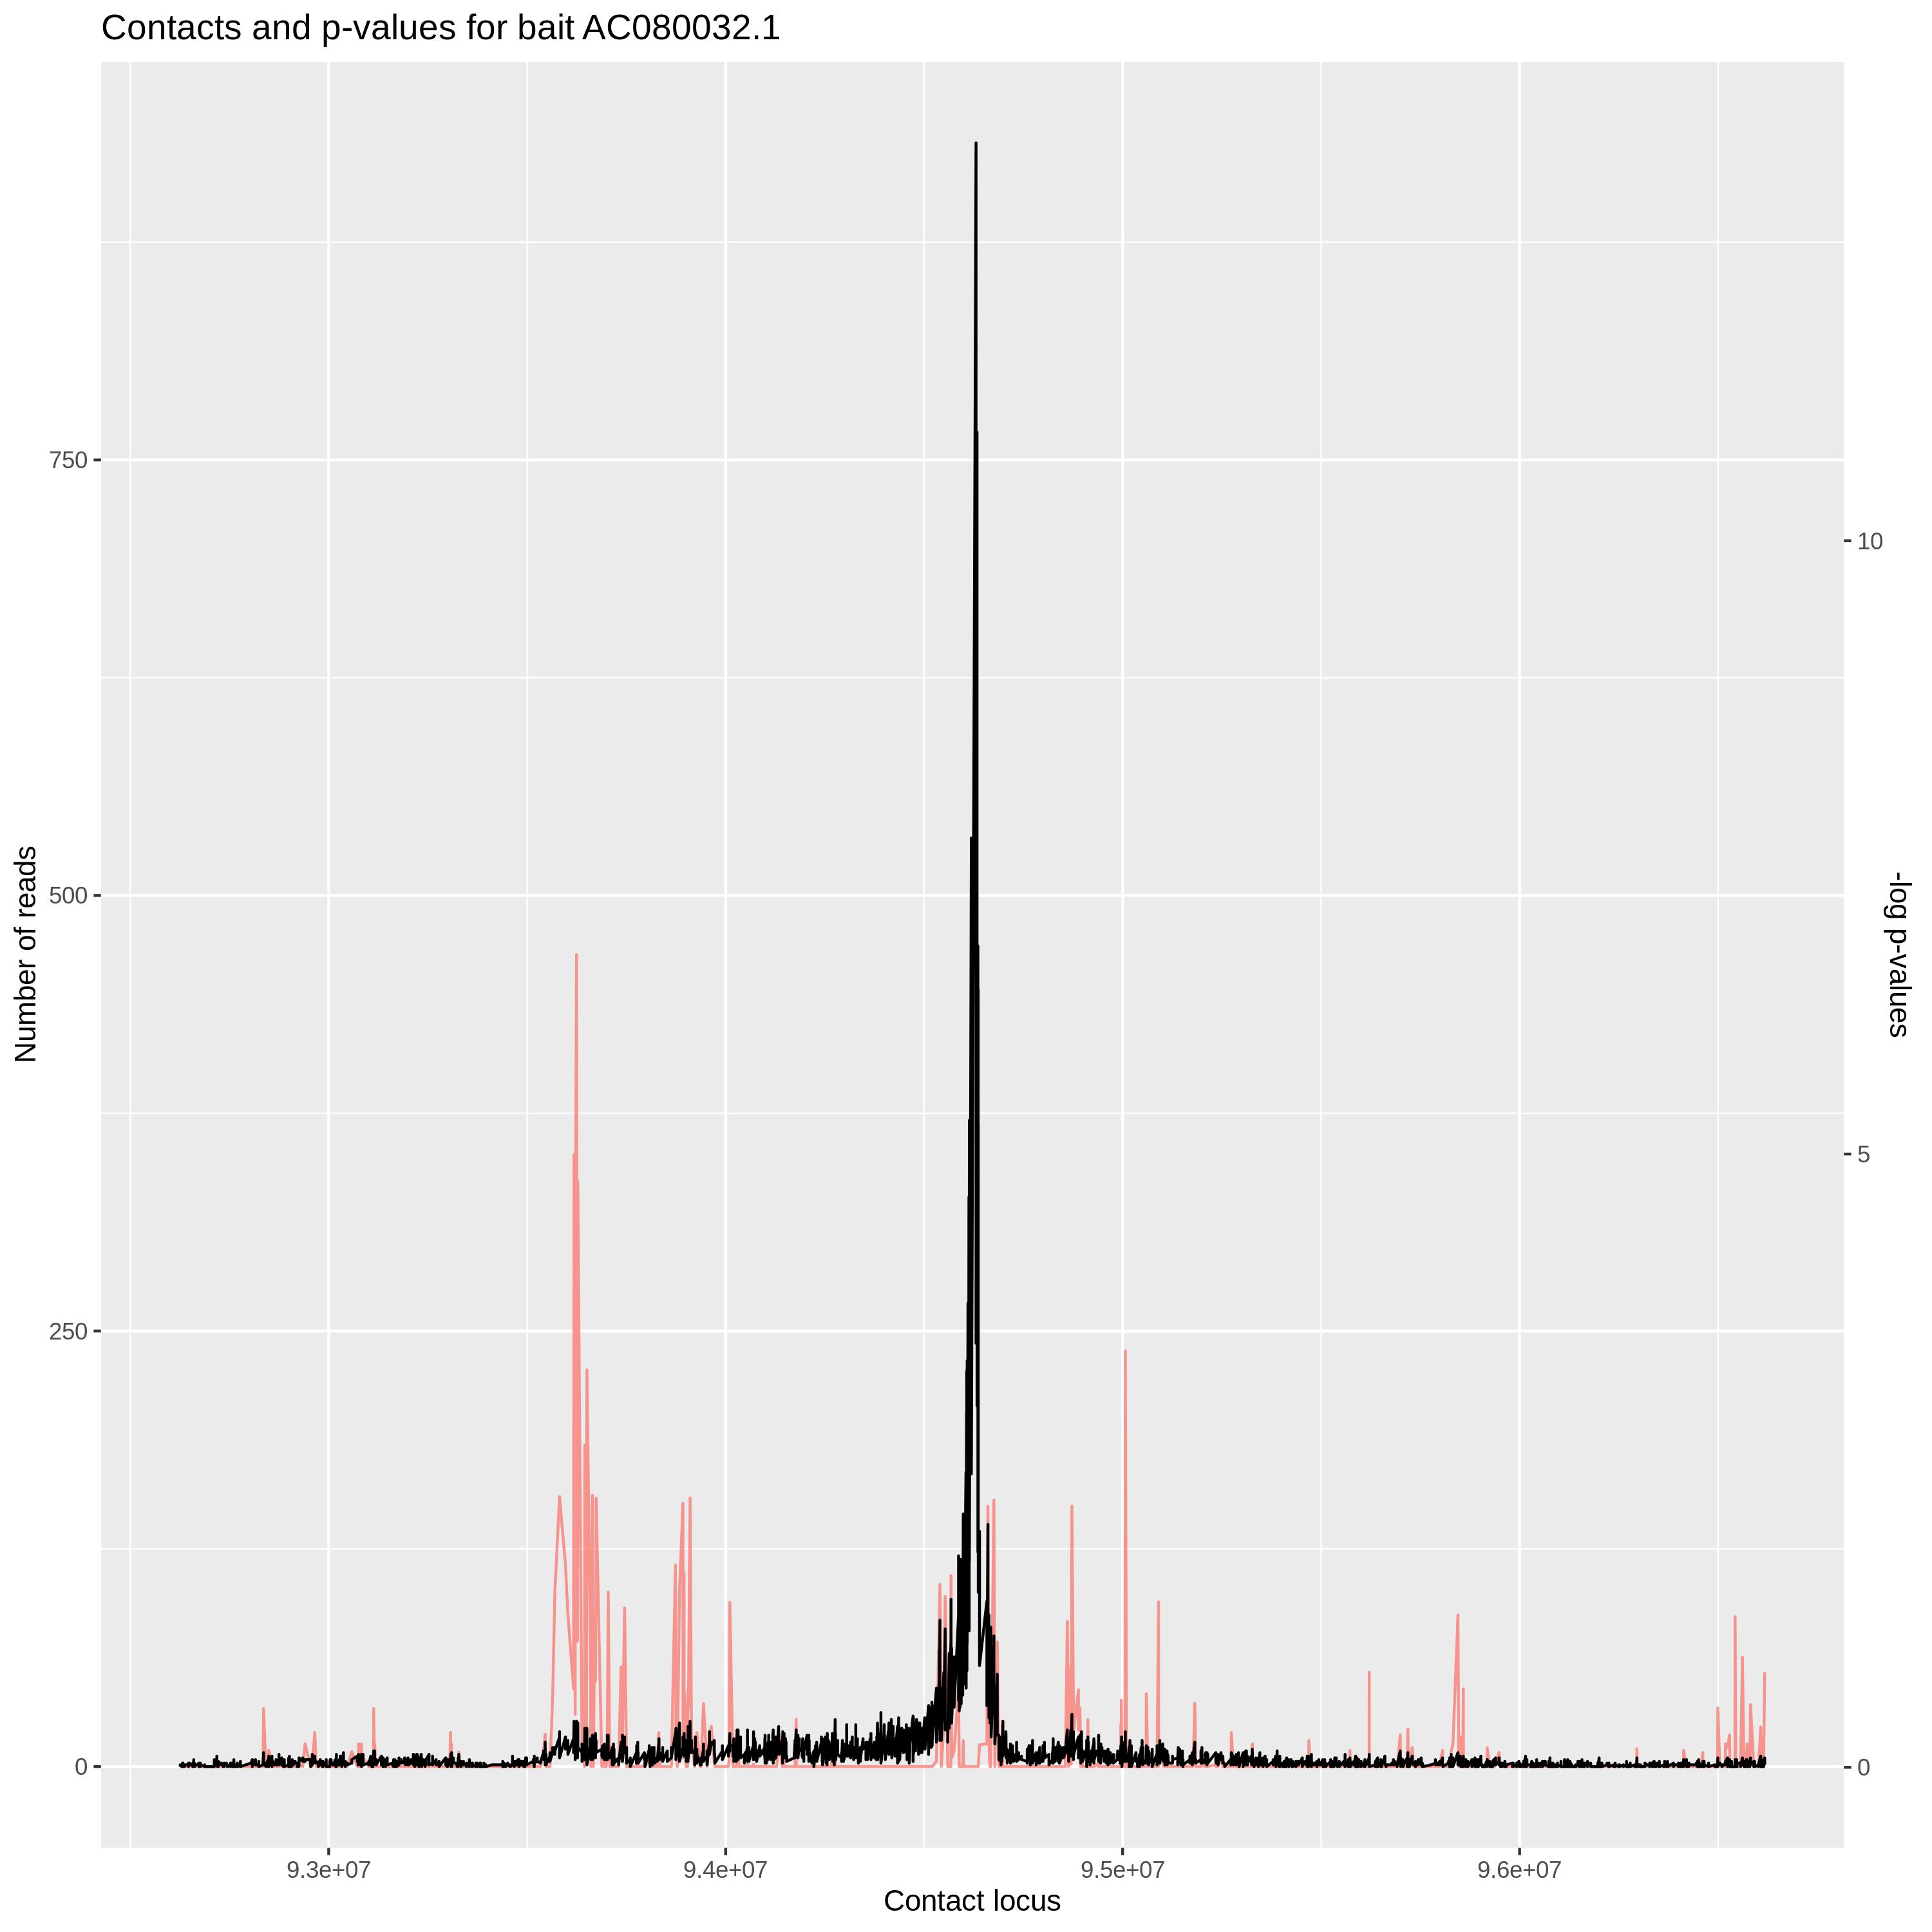 Contacts and p-values for bait AC080032.1
Number of reads
750
500
250
0
10
5
0
-log p-values
9.3e+07
9.4e+07
9.5e+07
9.6e+07
Contact locus